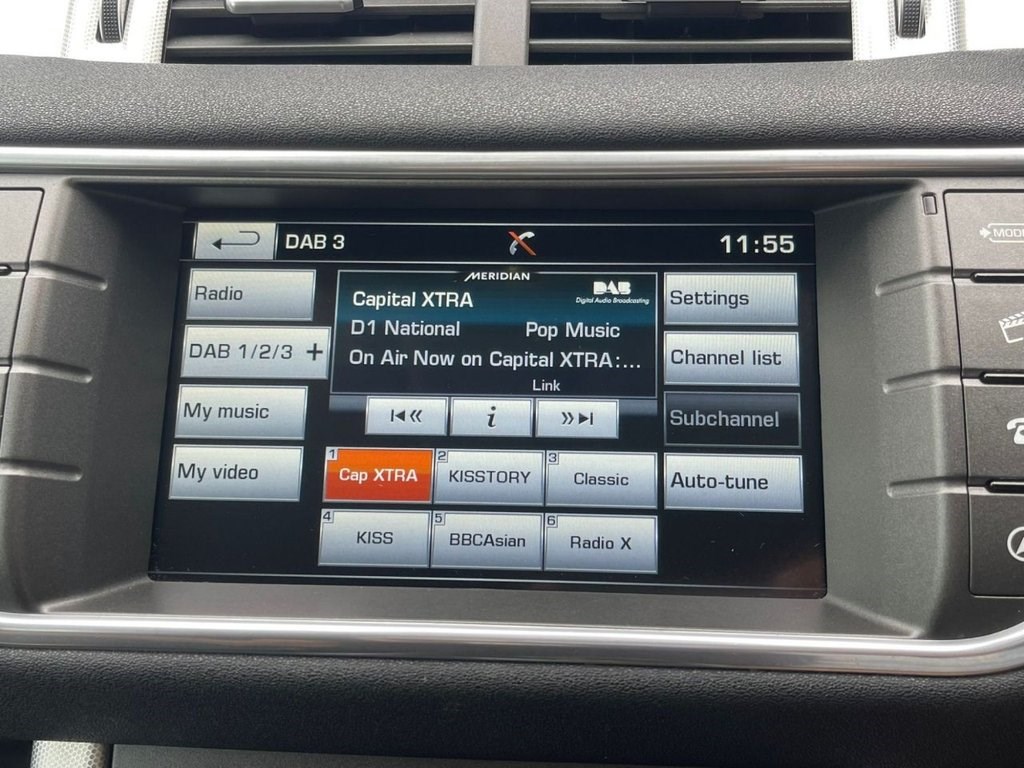 DAB 3
11:55
MERIDIAN
Radio
Capital XTRA
DAB
Digital Audio Broadcasting
Settings
DAB 1/2/3 +
D1 National
Pop Music
On Air Now on Capital XTRA:...
Link
Channel list
My music
i
Subchannel
My video
1 Cap XTRA
2 KISSTORY
3 Classic
Auto-tune
4 KISS
5 BBCAsian
6 Radio X